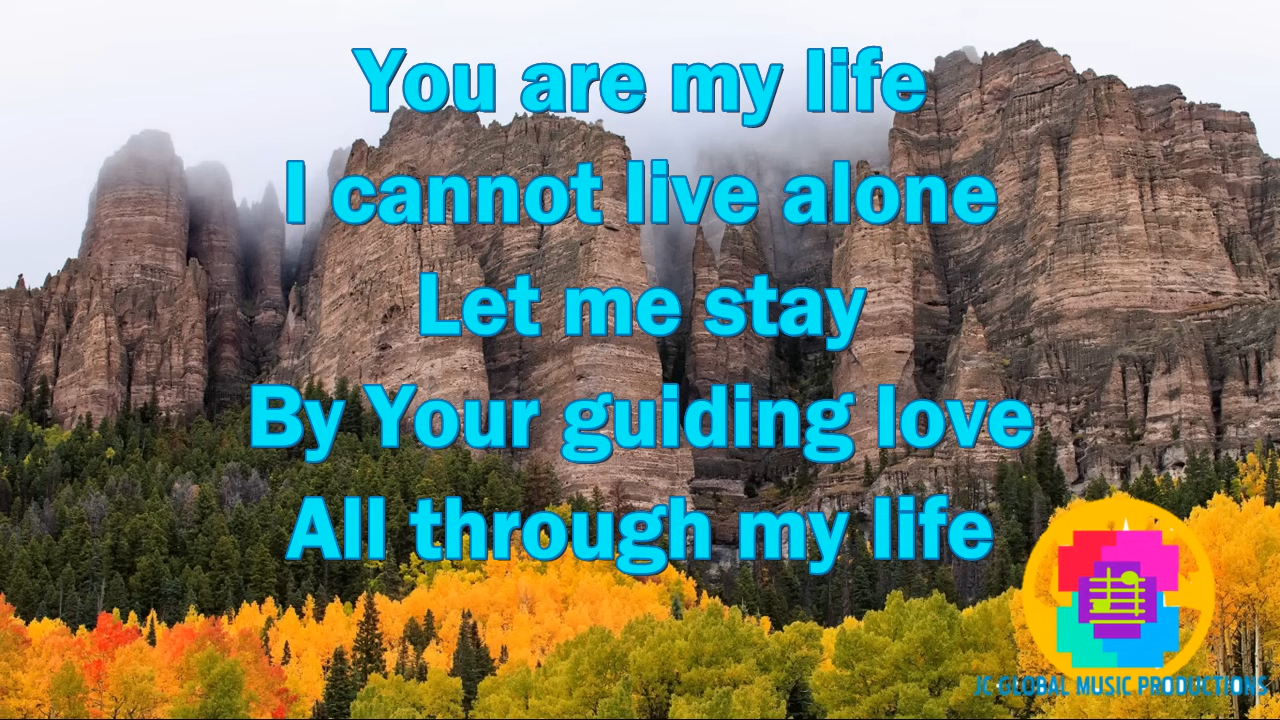 You are my life
I cannot live alone
Let me stay
By Your guiding love
All through my life
JC GLOBAL MUSIC PRODUCTIONS